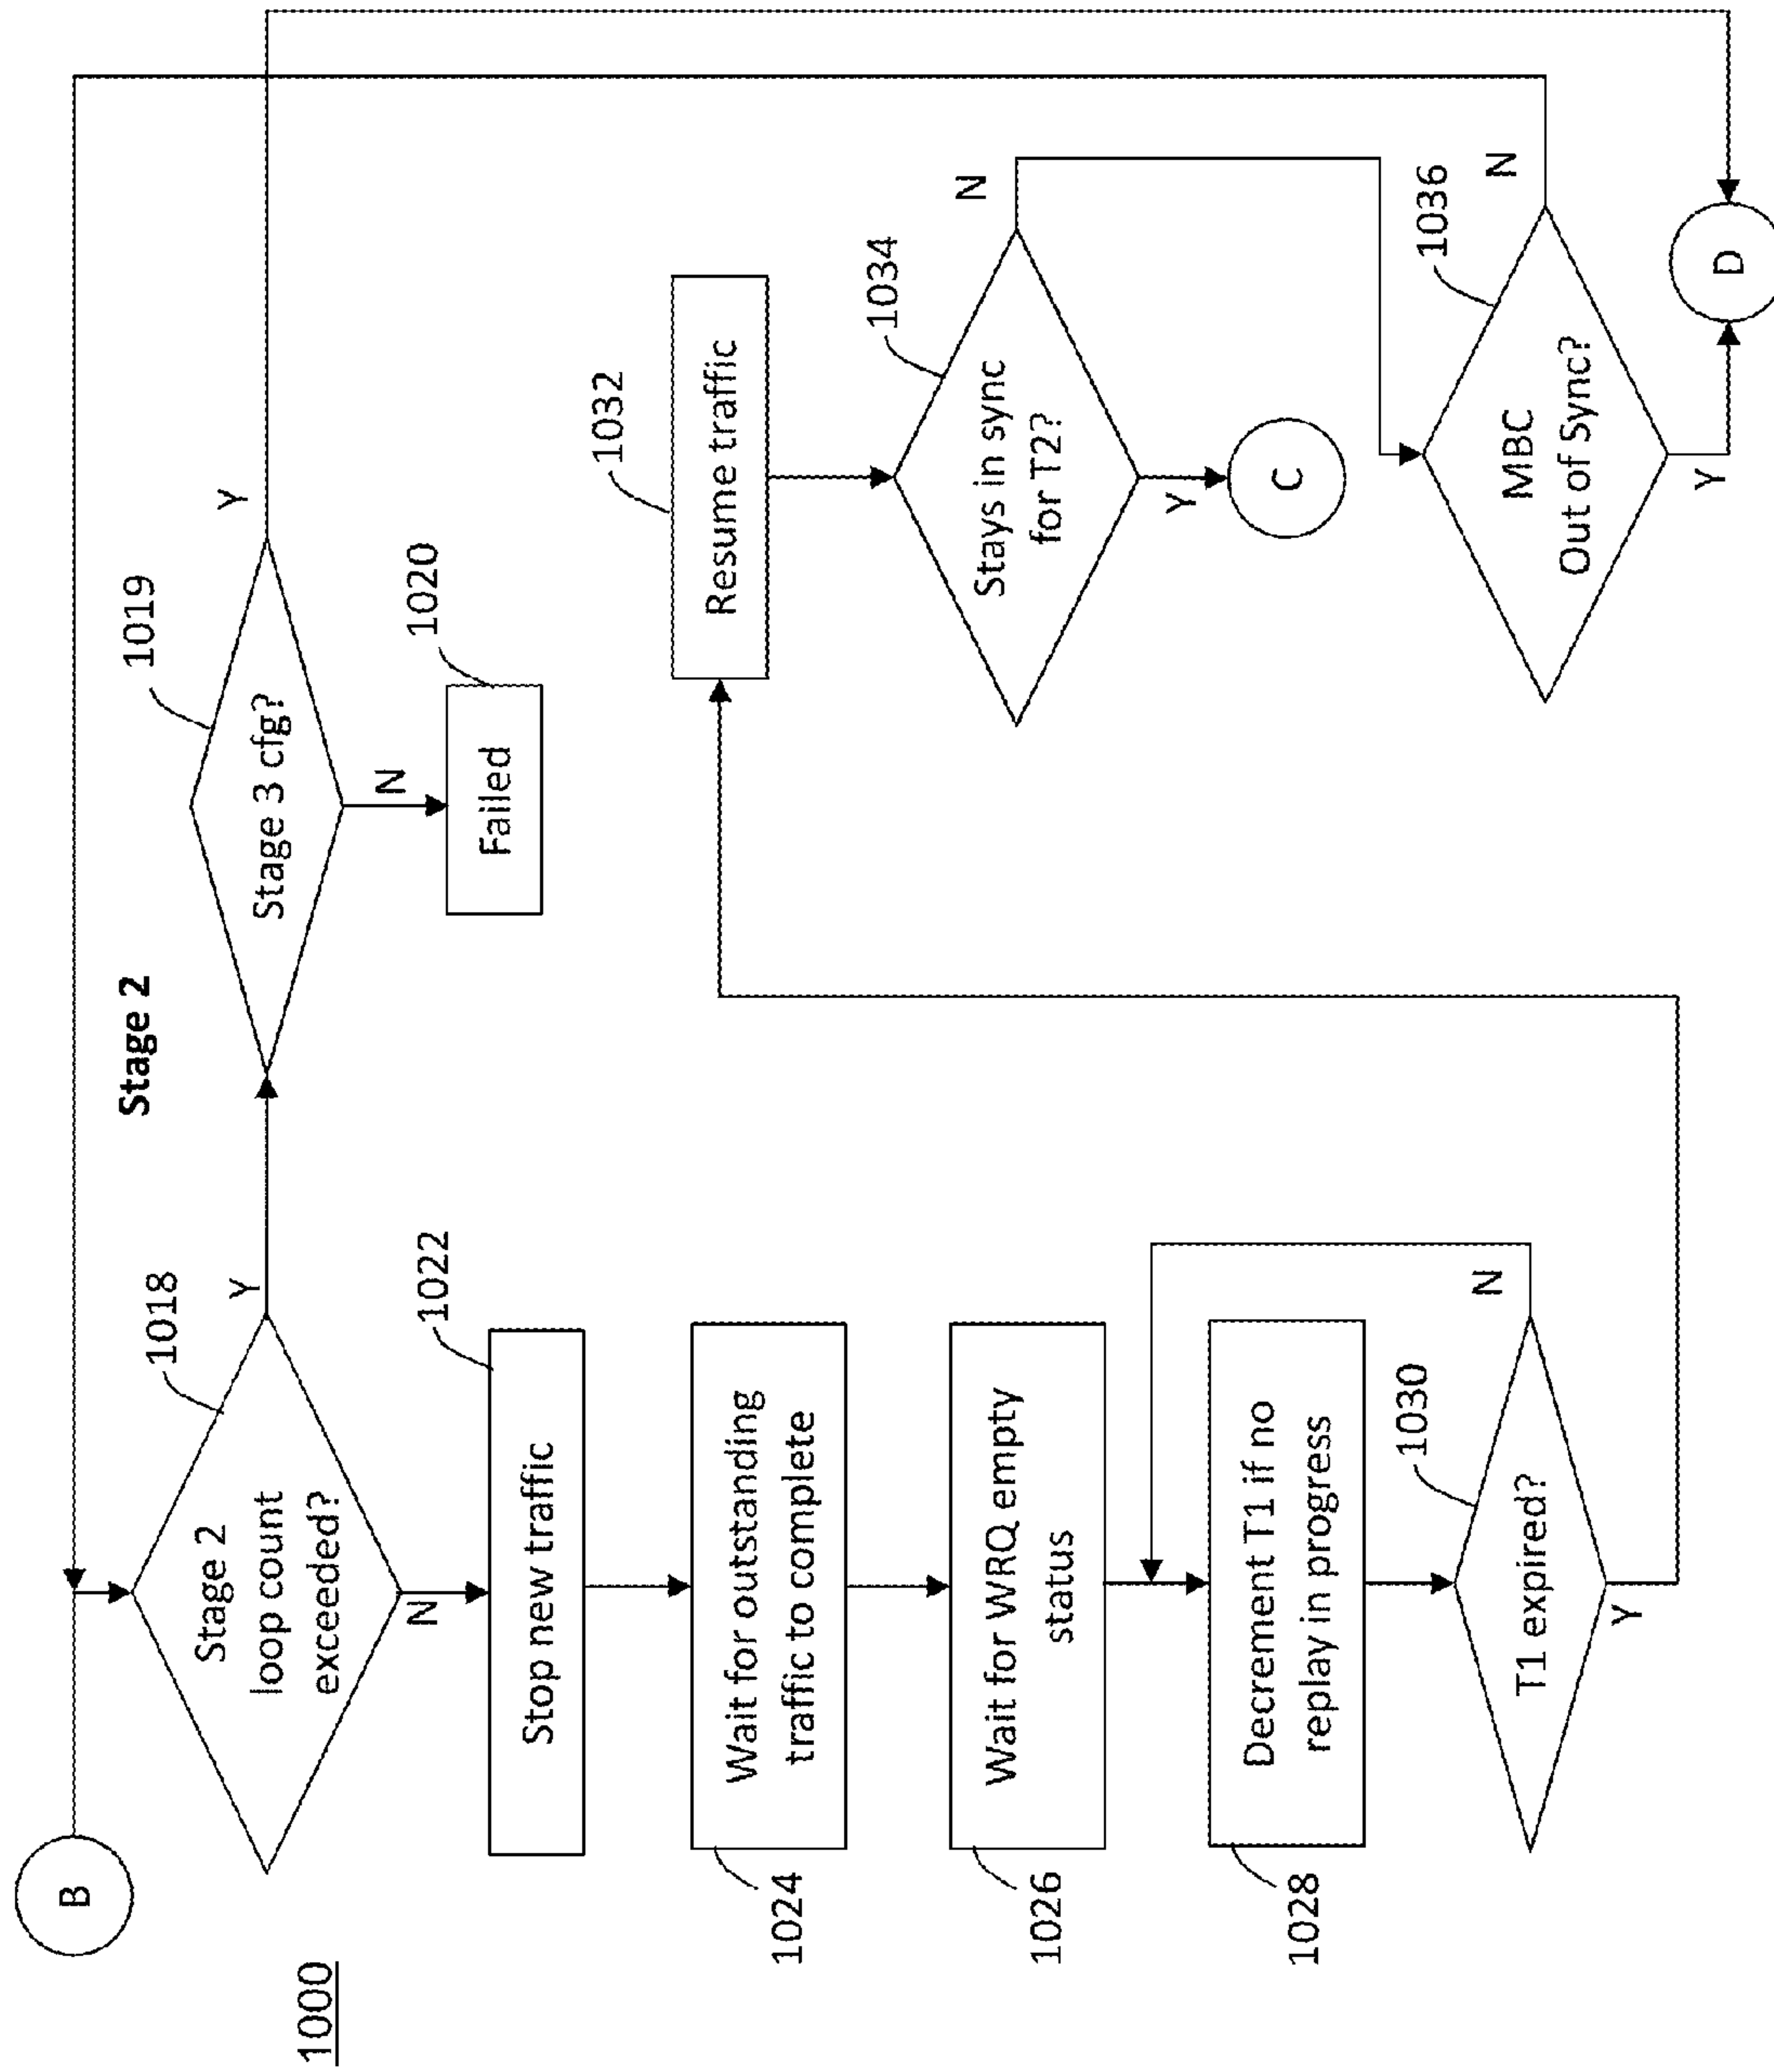 1000
B
Stage 2
1018
Stage 2
loop count
exceeded?
Y
N
1019
Stage 3 cfg?
Y
N
1020
Failed
1022
Stop new traffic
1024
Wait for outstanding
traffic to complete
1026
Wait for WRQ empty
status
1028
Decrement T1 if no
replay in progress
1030
T1 expired?
N
Y
1032
Resume traffic
1034
Stays in sync
for T2?
N
Y
C
1036
MBC
Out of Sync?
N
Y
D